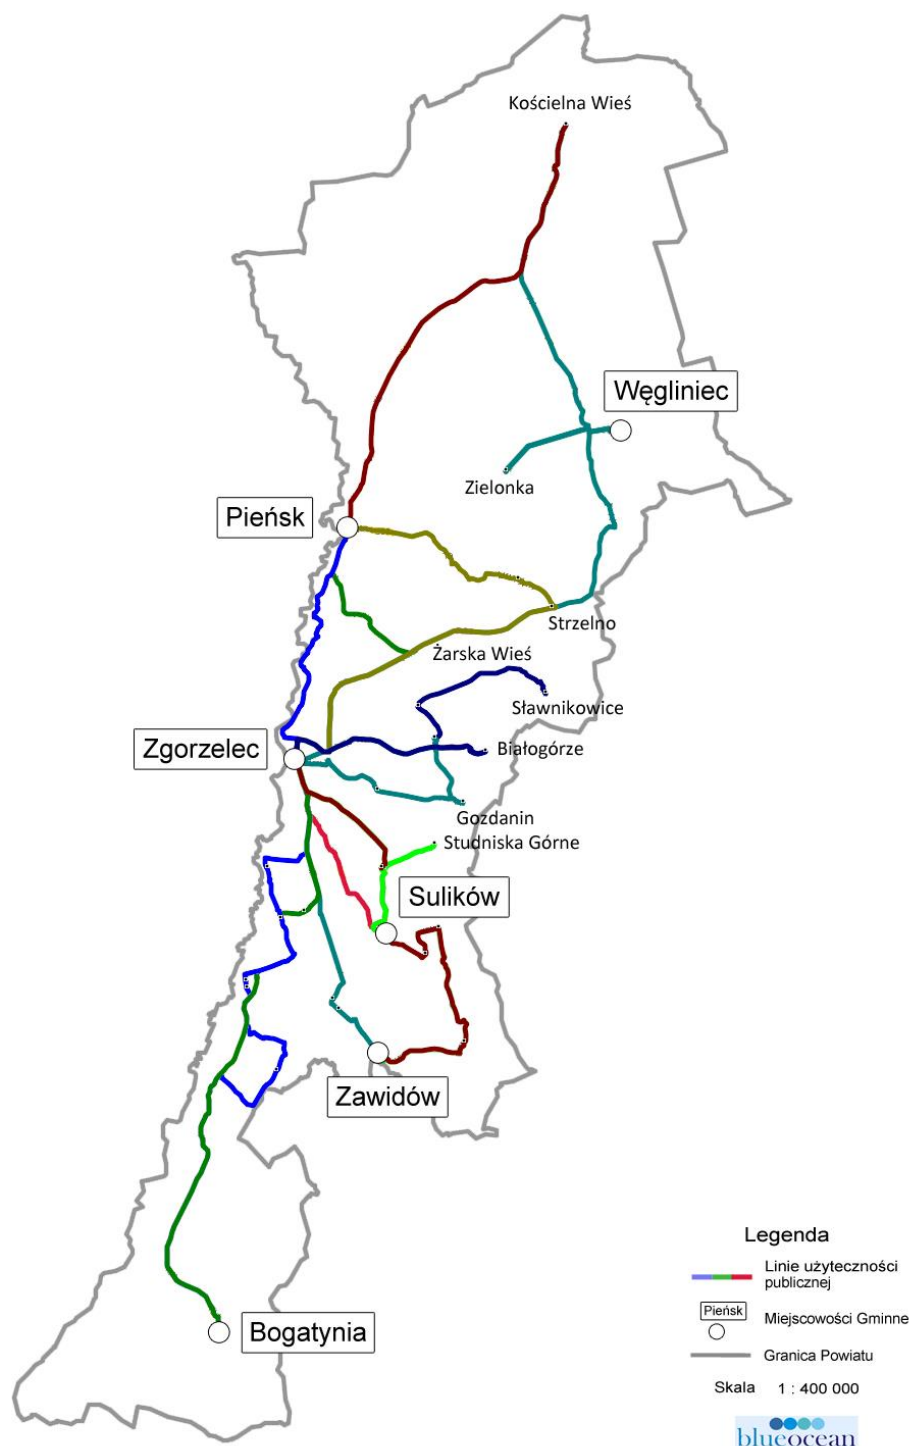 Kościelna Wieś
Węgliniec
Zielonka
Pieńsk
Strzelno
Żarska Wieś
Sławnikowice
Zgorzelec
Białogórze
Gozdanin
Studniska Górne
Sulików
Zawidów
Bogatynia
Legenda
Linie użyteczności
publicznej
Pieńsk
Miejscowości Gminne
Granica Powiatu
Skala 1 : 400 000
blueocean